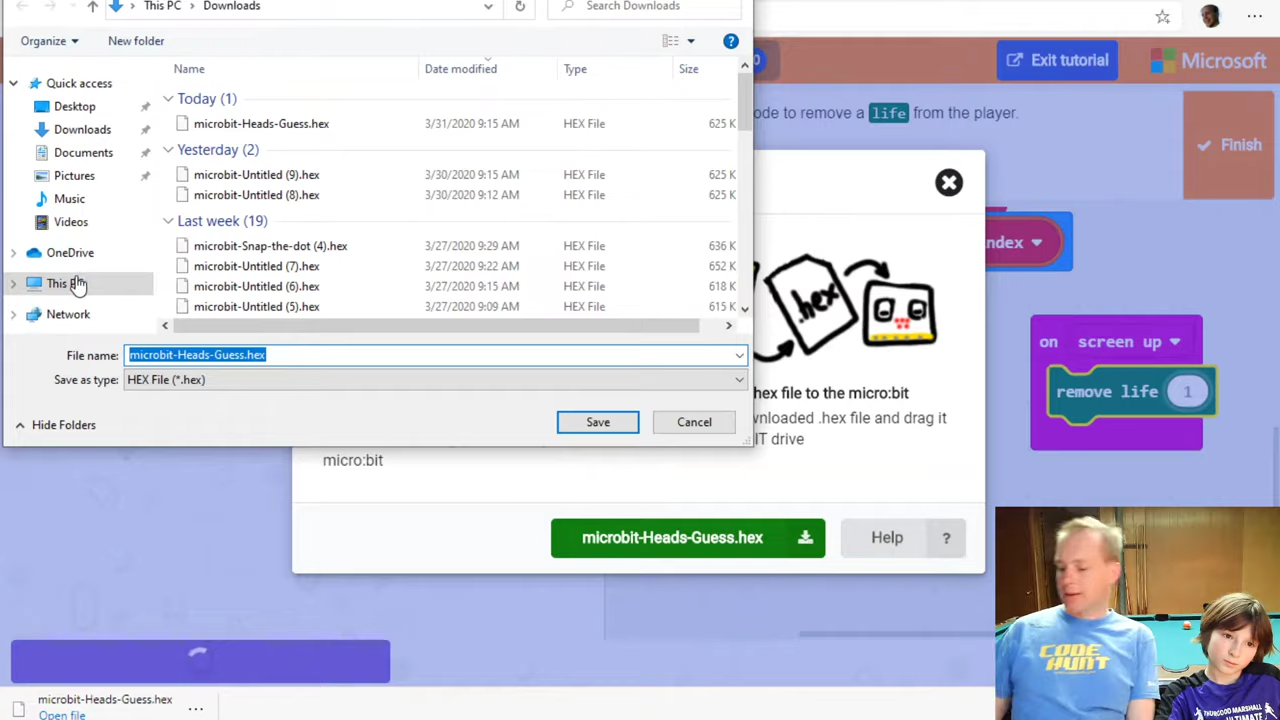 This PC > Downloads
Search Downloads
Organize
New folder
?
0
Exit tutorial
Microsoft
Name
Date modified
Type
Size
Quick access
Desktop
Downloads
Documents
Pictures
Music
Videos
OneDrive
This
Network
Today (1)
microbit-Heads-Guess.hex 3/31/2020 9:15 AM HEX File 625 K
Yesterday (2)
microbit-Untitled (9).hex 3/30/2020 9:15 AM HEX File 625 K
microbit-Untitled (8).hex 3/30/2020 9:12 AM HEX File 625 K
Last week (19)
microbit-Snap-the-dot (4).hex 3/27/2020 9:29 AM HEX File 636 K
microbit-Untitled (7).hex 3/27/2020 9:22 AM HEX File 652 K
microbit-Untitled (6).hex 3/27/2020 9:14 AM HEX File 618 K
microbit-Untitled (5).hex 3/27/2020 9:09 AM HEX File 615 K
File name: microbit-Heads-Guess.hex
Save as type: HEX File (*.hex)
Hide Folders
Save
Cancel
ode to remove a life from the player.
Finish
ndex
.hex
hex file to the micro:bit
wnloaded .hex file and drag it
IT drive
micro:bit
on screen up
remove life 1
microbit-Heads-Guess.hex
Help ?
CODE
HUNT
THURGOOD MARSHALL
ULTIMATE
microbit-Heads-Guess.hex
Open file
...